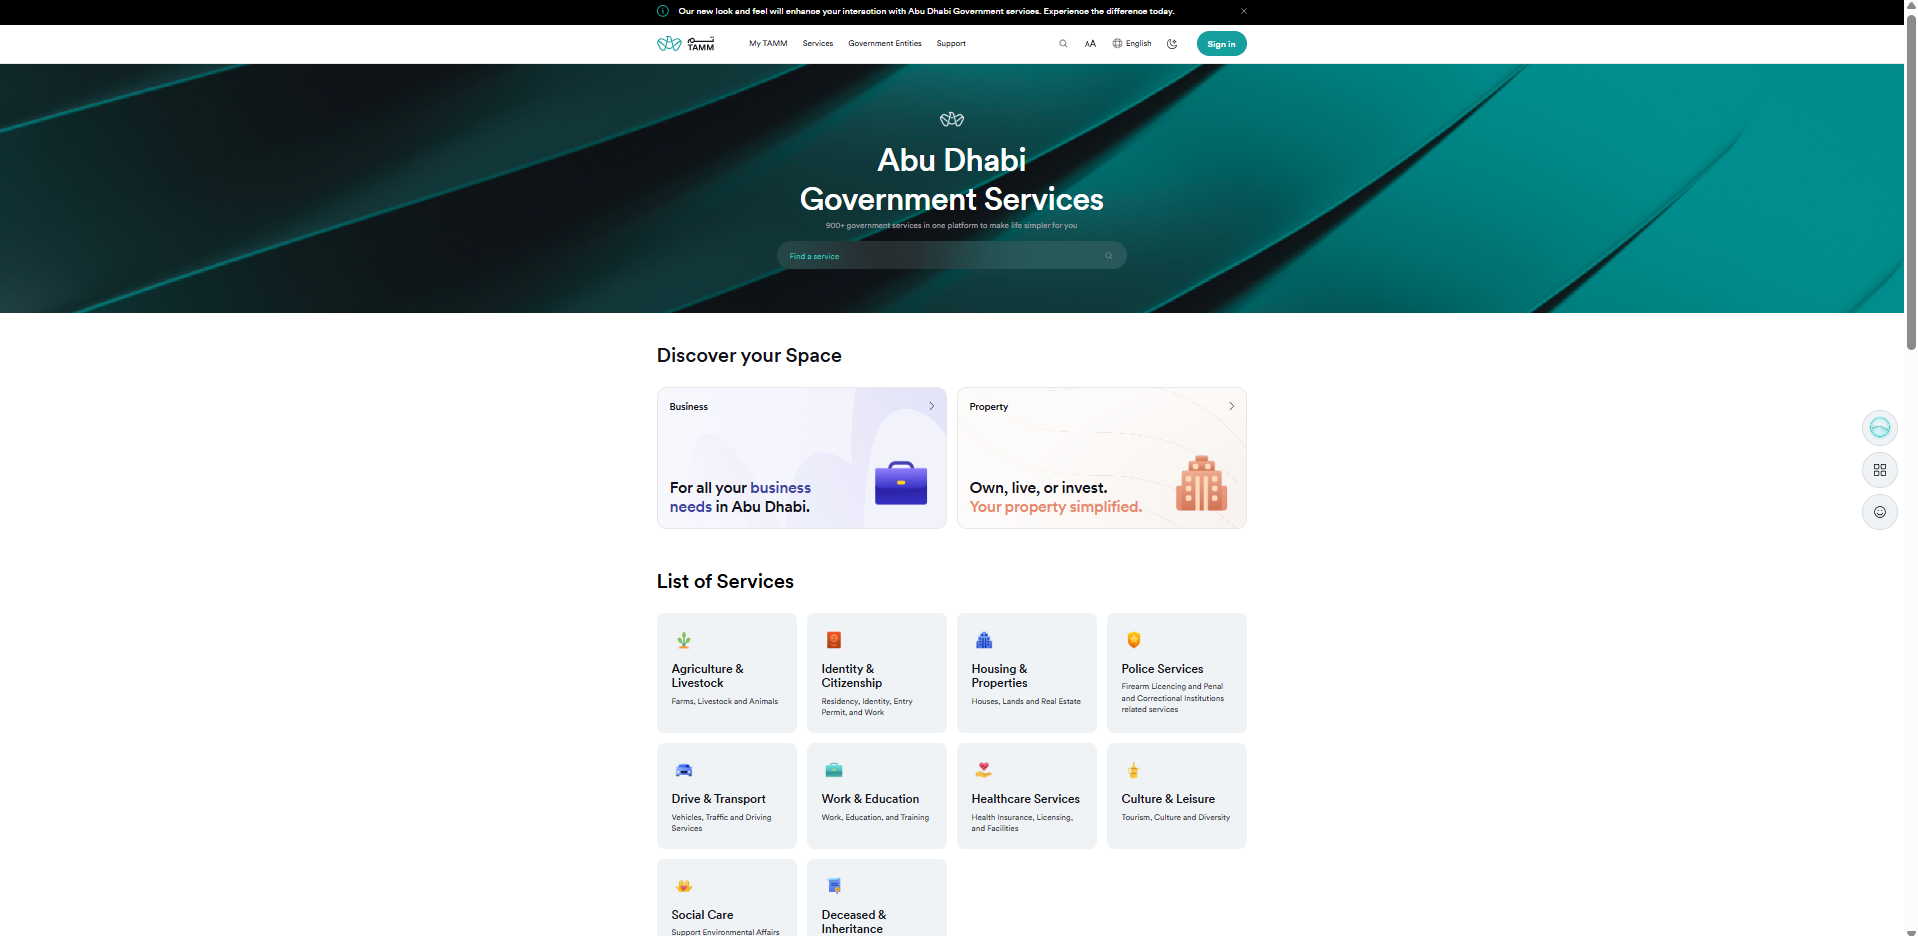 Our new look and feel will enhance your interaction with Abu Dhabi Government services. Experience the difference today.
تـــم
TAMM
My TAMM
Services
Government Entities
Support
AA
English
Sign in
Abu Dhabi
Government Services
900+ government services in one platform to make life simpler for you
Find a service
Discover your Space
Business
For all your business
needs in Abu Dhabi.
Property
Own, live, or invest.
Your property simplified.
List of Services
Agriculture &
Livestock
Farms, Livestock and Animals
Identity &
Citizenship
Residency, Identity, Entry
Permit, and Work
Housing &
Properties
Houses, Lands and Real Estate
Police Services
Firearm Licencing and Penal
and Correctional Institutions
related services
Drive & Transport
Vehicles, Traffic and Driving
Services
Work & Education
Work, Education, and Training
Healthcare Services
Health Insurance, Licensing,
and Facilities
Culture & Leisure
Tourism, Culture and Diversity
Social Care
Support Environmental Affairs
Deceased &
Inheritance